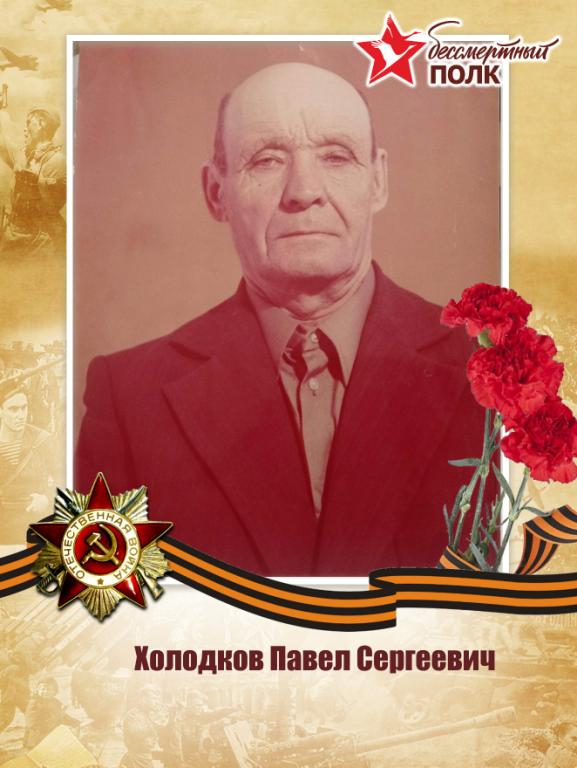 бессмертный
ПОЛК
ОТЕЧЕСТВЕННАЯ ВОЙНА
Холодков Павел Сергеевич